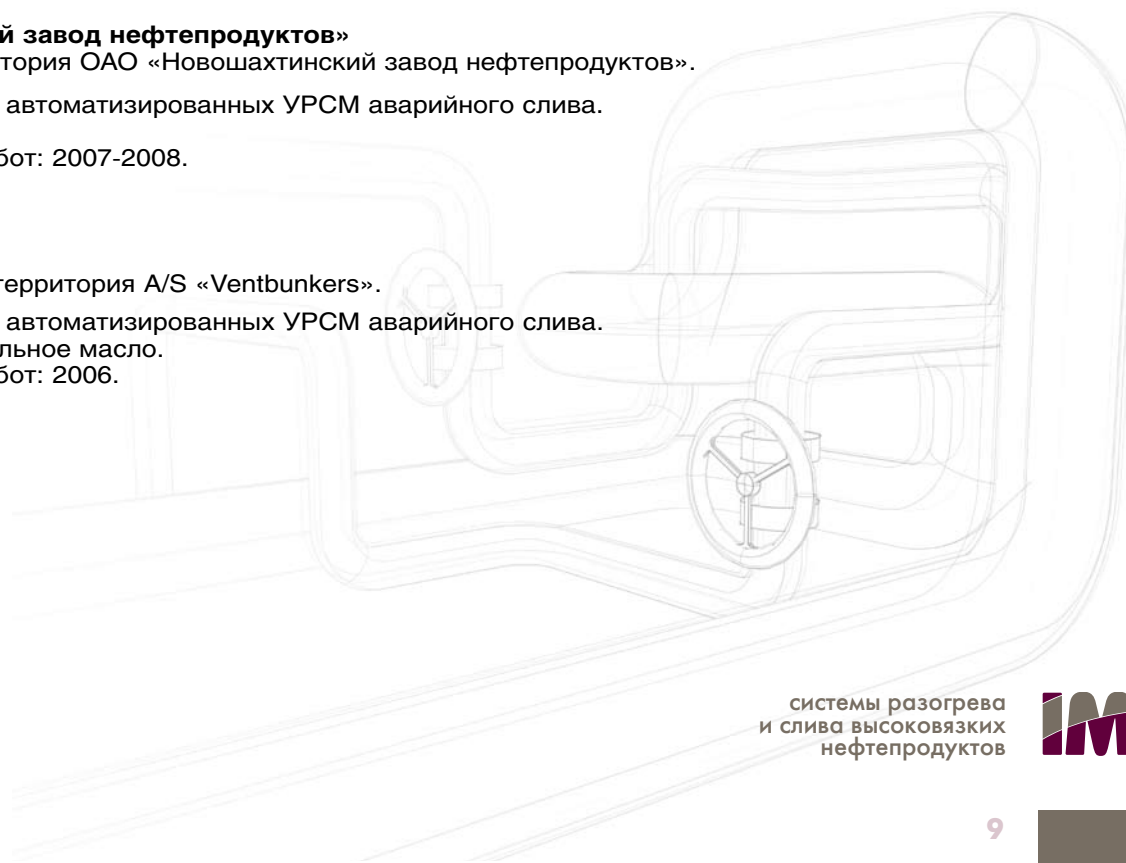 й завод нефтепродуктов»
тория ОАО «Новошахтинский завод нефтепродуктов».
автоматизированных УРСМ аварийного слива.
бот: 2007-2008.
территория A/S «Ventbunkers».
автоматизированных УРСМ аварийного слива.
льное масло.
бот: 2006.
системы разогрева
и слива высоковязких
нефтепродуктов
9